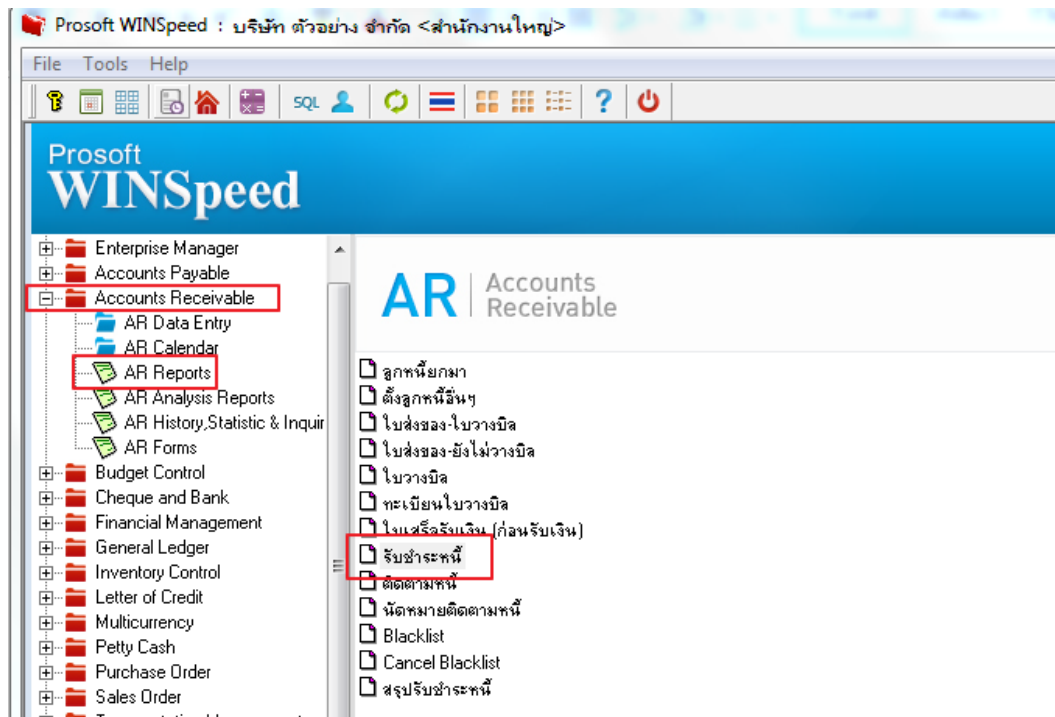 Prosoft WINSpeed : บริษัท ตัวอย่าง จำกัด <สำนักงานใหญ่>
File Tools Help
SQL ?
Prosoft
WINSpeed
Enterprise Manager
Accounts Payable
Accounts Receivable
AR Data Entry
AR Calendar
AR Reports
AR Analysis Reports
AR History,Statistic & Inquir
AR Forms
Budget Control
Cheque and Bank
Financial Management
General Ledger
Inventory Control
Letter of Credit
Multicurrency
Petty Cash
Purchase Order
Sales Order
AR Accounts
Receivable
ลูกหนี้ยกมา
ตั้งลูกหนี้อื่นๆ
ใบส่งของ-ใบวางบิล
ใบส่งของ-ยังไม่วางบิล
ใบวางบิล
ทะเบียนใบวางบิล
ใบเสร็จรับเงิน (ก่อนรับเงิน)
รับชำระหนี้
ติดตามหนี้
นัดหมายติดตามหนี้
Blacklist
Cancel Blacklist
สรุปรับชำระหนี้